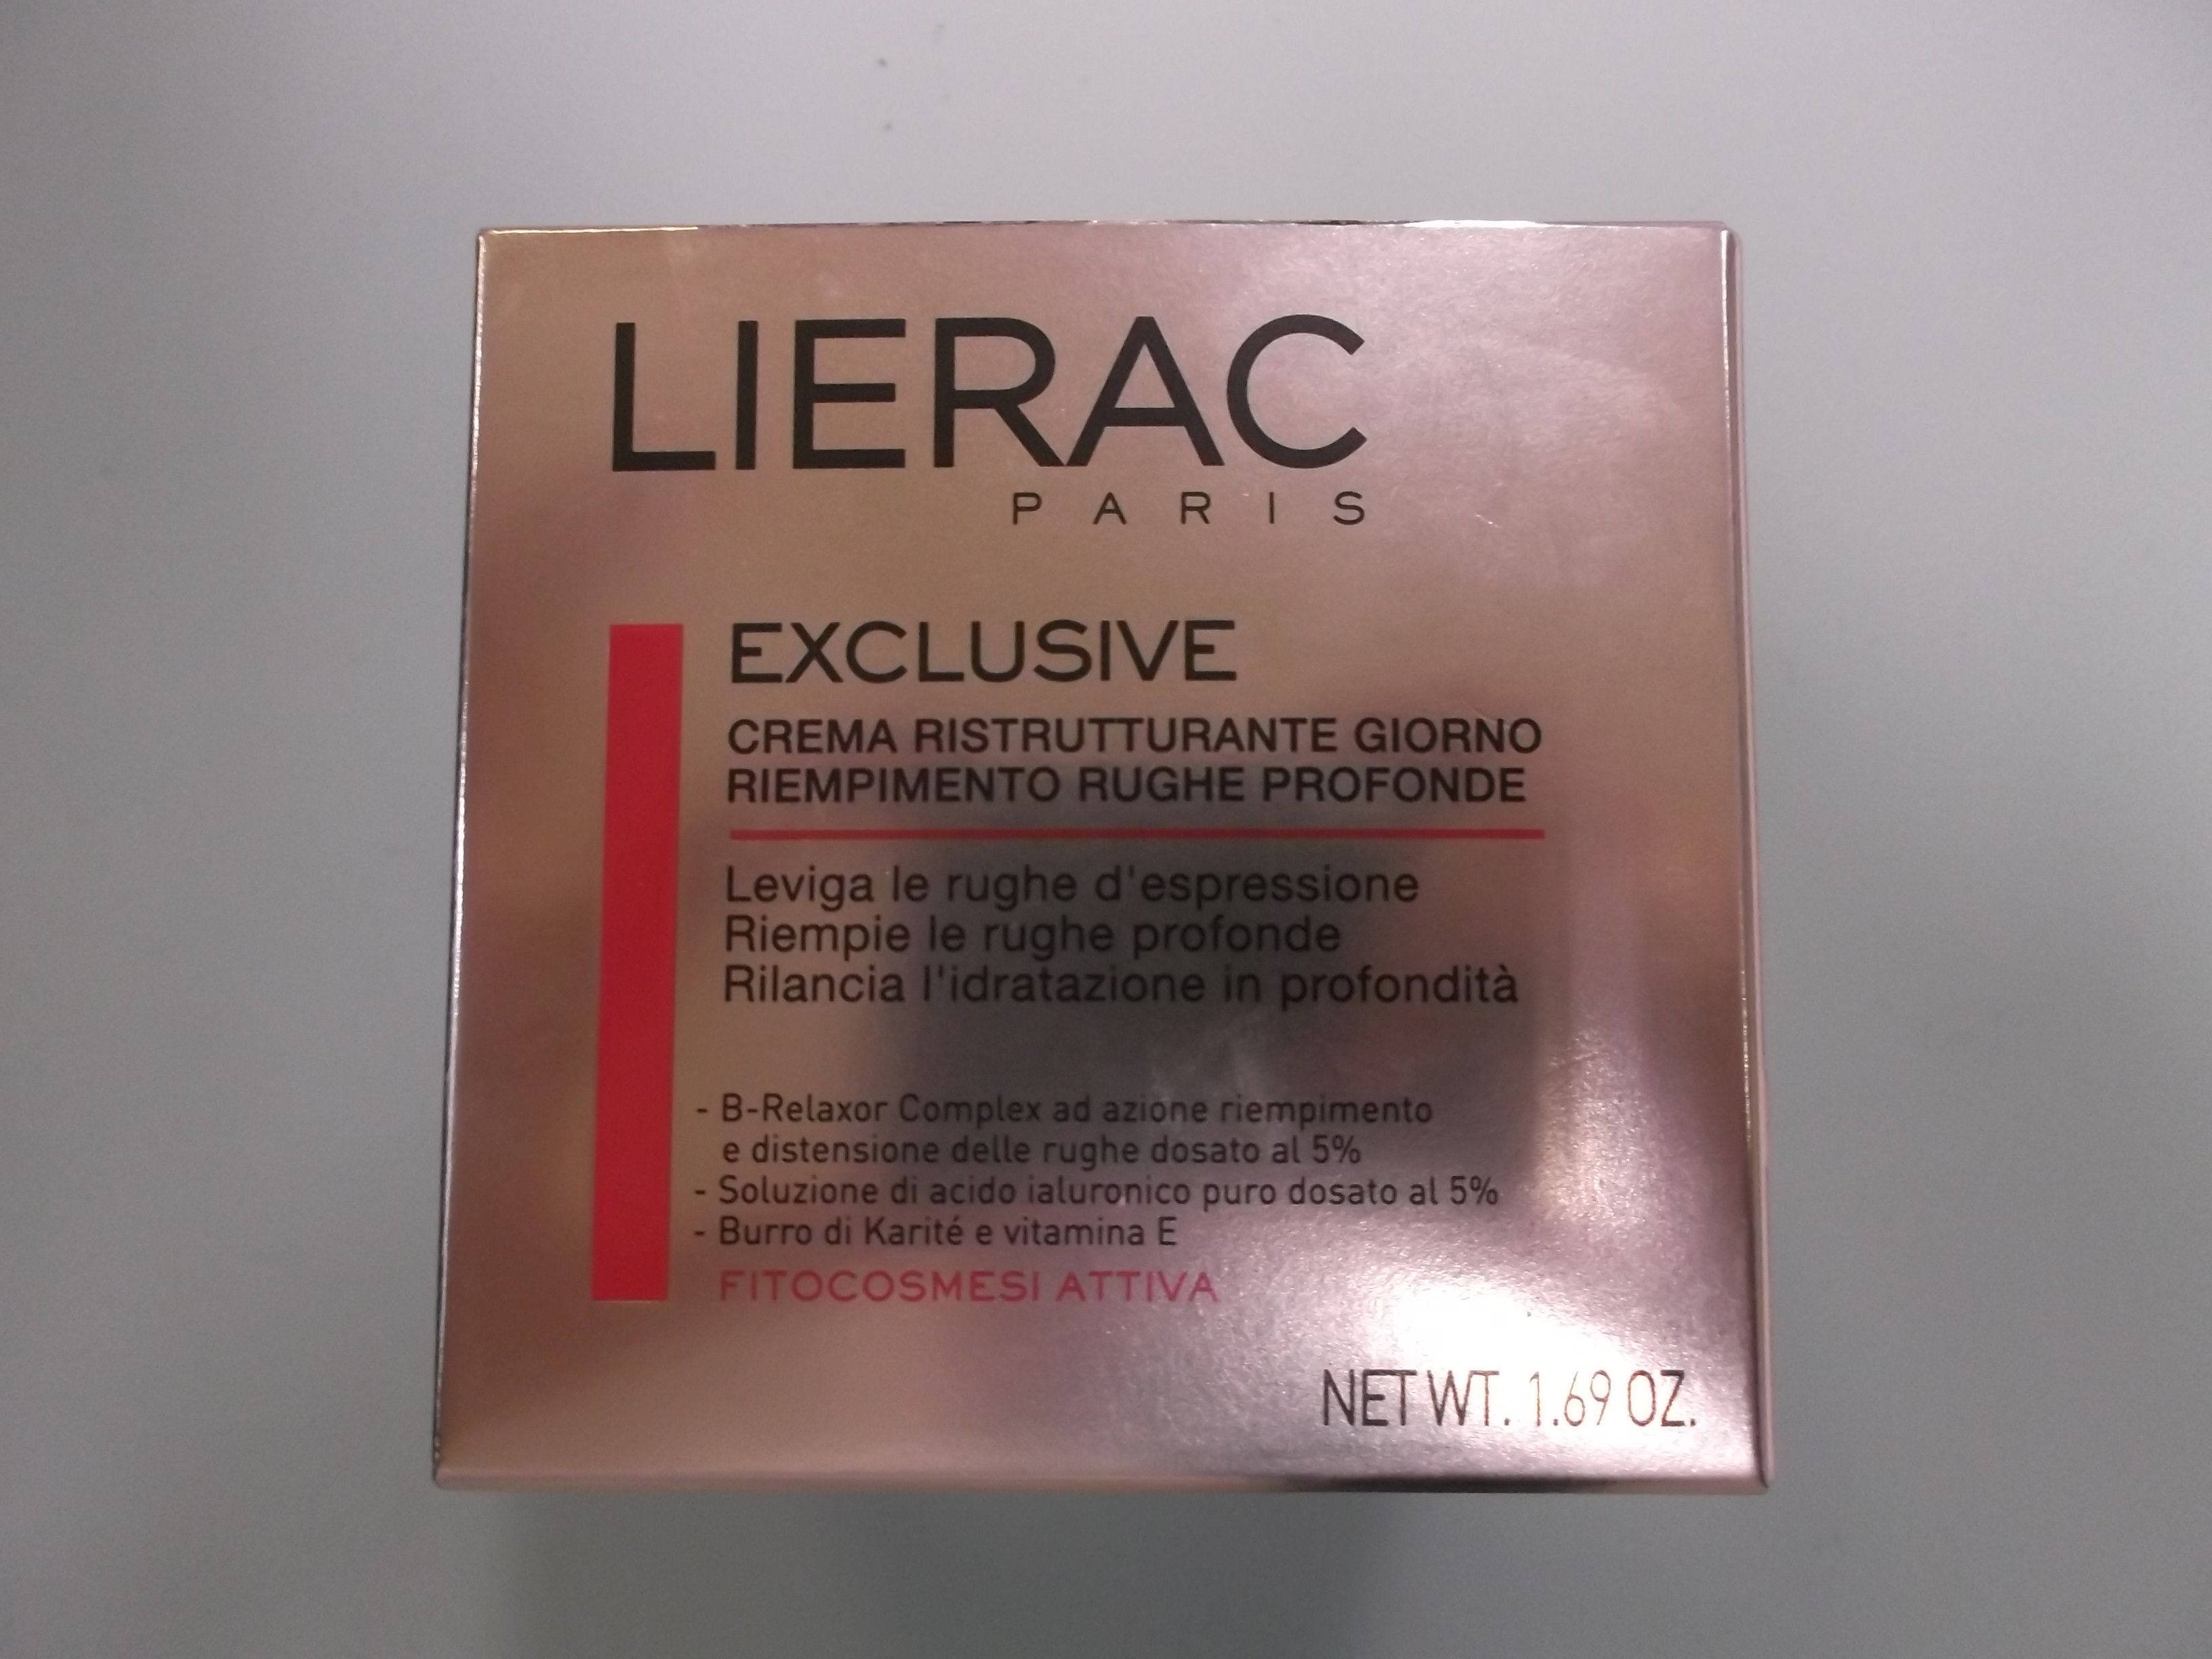 LIERAC
PARIS
EXCLUSIVE
CREMA RISTRUTTURANTE GIORNO
RIEMPIMENTO RUGHE PROFONDE
Leviga le rughe d'espressione
Riempie le rughe profonde
Rilancia l'idratazione in profondità
- B-Relaxor Complex ad azione riempimento
e distensione delle rughe dosato al 5%
- Soluzione di acido ialuronico puro dosato al 5%
- Burro di Karité e vitamina E
FITOCOSMESI ATTIVA
NET WT. 1.69 OZ.